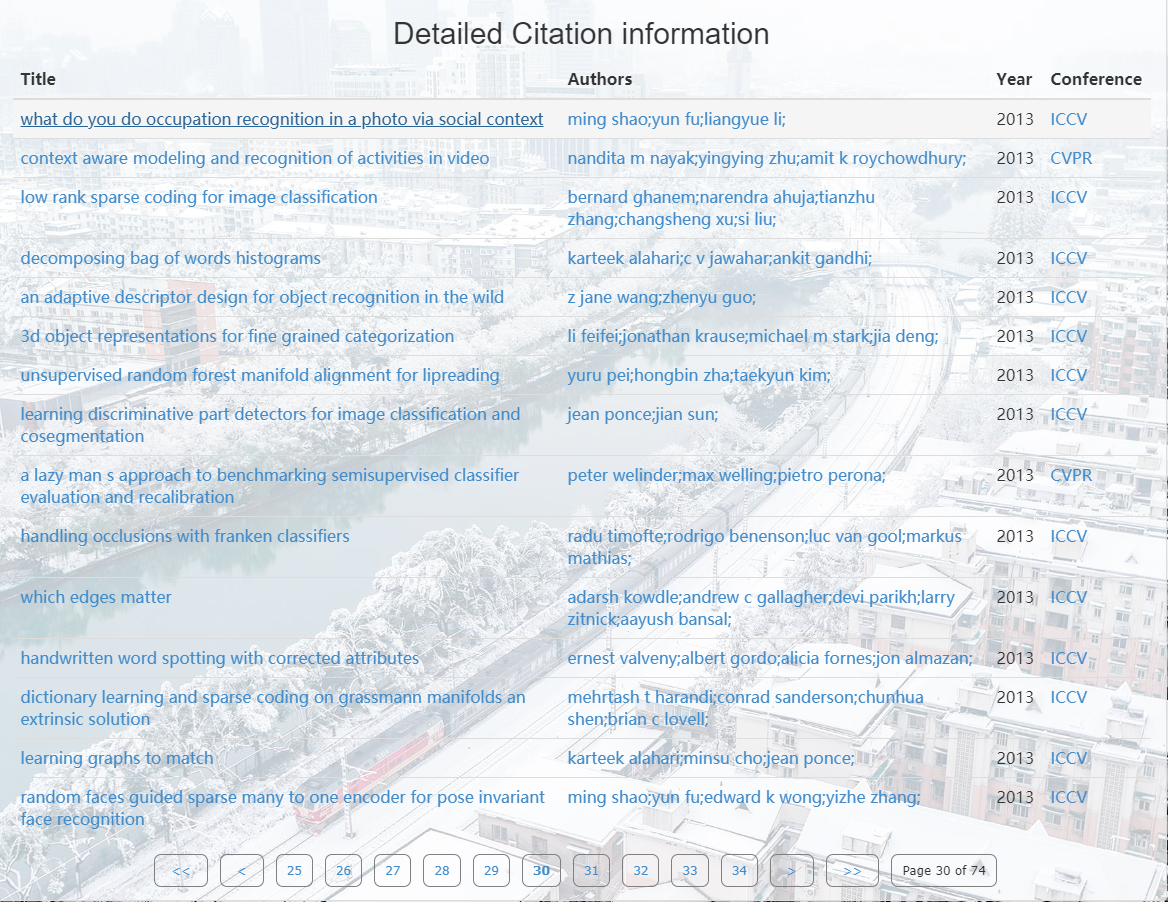 Detailed Citation information
Title Authors Year Conference
what do you do occupation recognition in a photo via social context ming shao;yun fu;liangyue li; 2013 ICCV
context aware modeling and recognition of activities in video nandita m nayak;yingying zhu;amit k roychowdhury; 2013 CVPR
low rank sparse coding for image classification bernard ghanem;narendra ahuja;tianzhu 2013 ICCV
zhang;changsheng xu;si liu;
decomposing bag of words histograms karteek alahari;c v jawahar;ankit gandhi; 2013 ICCV
an adaptive descriptor design for object recognition in the wild z jane wang;zhenyu guo; 2013 ICCV
3d object representations for fine grained categorization li feifei;jonathan krause;michael m stark;jia deng; 2013 ICCV
unsupervised random forest manifold alignment for lipreading yuru pei;hongbin zha;taekyun kim; 2013 ICCV
learning discriminative part detectors for image classification and jean ponce;jian sun; 2013 ICCV
cosegmentation
a lazy man s approach to benchmarking semisupervised classifier peter welinder;max welling;pietro perona; 2013 CVPR
evaluation and recalibration
handling occlusions with franken classifiers radu timofte;rodrigo benenson;luc van gool;markus 2013 ICCV
mathias;
which edges matter adarsh kowdle;andrew c gallagher;devi parikh;larry 2013 ICCV
zitnick;aayush bansal;
handwritten word spotting with corrected attributes ernest valveny;albert gordo;alicia fornes;jon almazan; 2013 ICCV
dictionary learning and sparse coding on grassmann manifolds an mehrtash t harandi;conrad sanderson;chunhua 2013 ICCV
extrinsic solution shen;brian c lovell;
learning graphs to match karteek alahari;minsu cho;jean ponce; 2013 ICCV
random faces guided sparse many to one encoder for pose invariant ming shao;yun fu;edward k wong;yizhe zhang; 2013 ICCV
face recognition
<< < 25 26 27 28 29 30 31 32 33 34 > >> Page 30 of 74